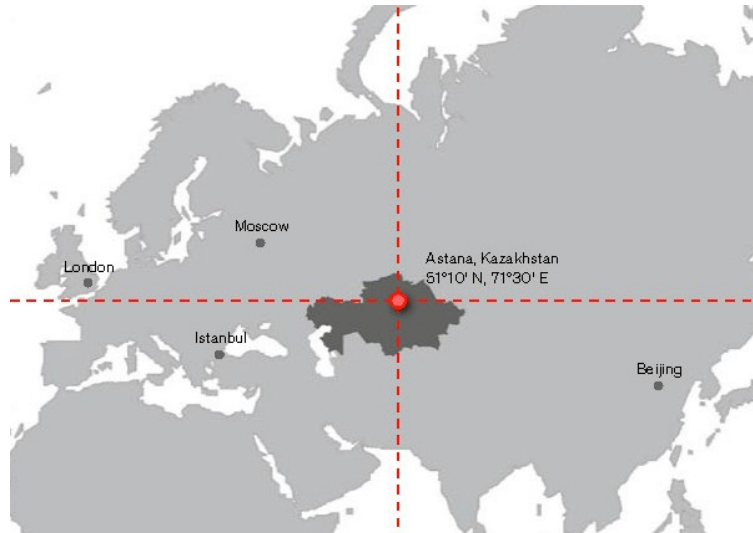 Moscow
Astana, Kazakhstan
51°10' N, 71°30' E
London
Istanbul
Beijing